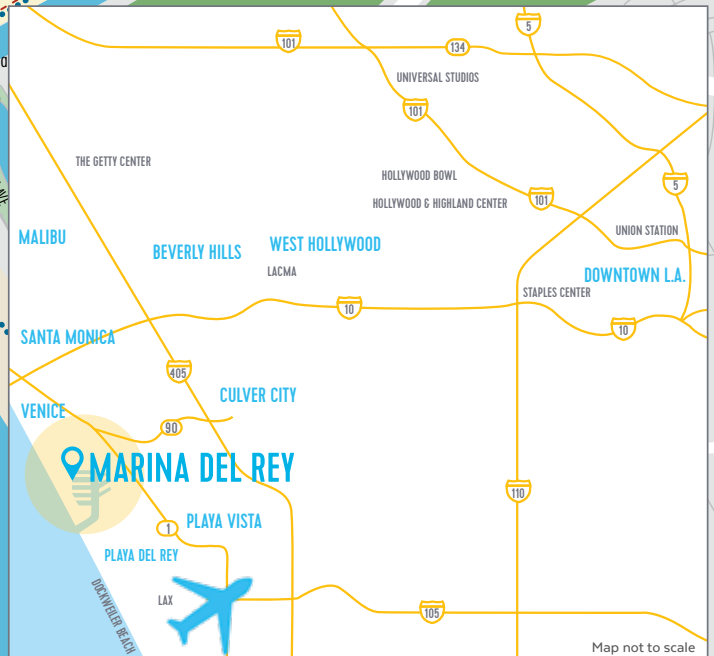 5
101
134
UNIVERSAL STUDIOS
101
THE GETTY CENTER
HOLLYWOOD BOWL
5
HOLLYWOOD & HIGHLAND CENTER
101
MALIBU
UNION STATION
WEST HOLLYWOOD
BEVERLY HILLS
LACMA
DOWNTOWN L.A.
STAPLES CENTER
10
10
SANTA MONICA
405
CULVER CITY
VENICE
90
MARINA DEL REY
110
1
PLAYA VISTA
PLAYA DEL REY
LAX
DOCKWEILER BEACH
105
Map not to scale